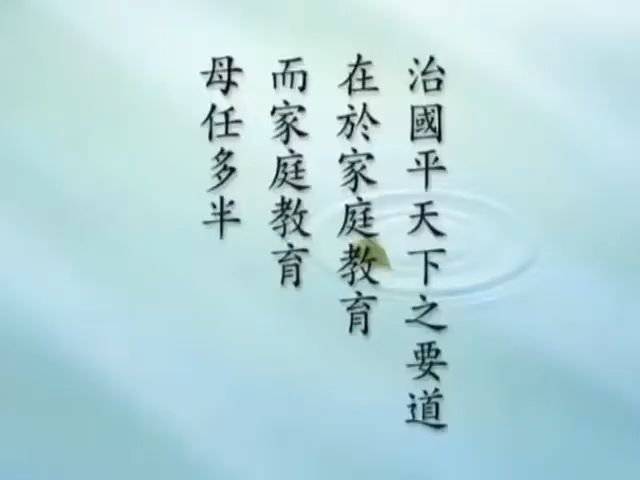 治國平天下之要道
在於家庭教育
而家庭教育
母任多半